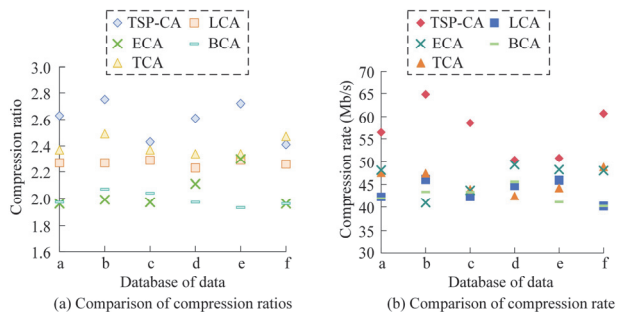 TSP-CA LCA
ECA BCA
TCA
3.0
2.8
2.6
2.4
2.2
2.0
1.8
1.6
Compression ratio
a b c d e f
Database of data
(a) Comparison of compression ratios
TSP-CA LCA
ECA BCA
TCA
70
65
60
55
50
45
40
35
30
Compression rate (Mb/s)
a b c d e f
Database of data
(b) Comparison of compression rate